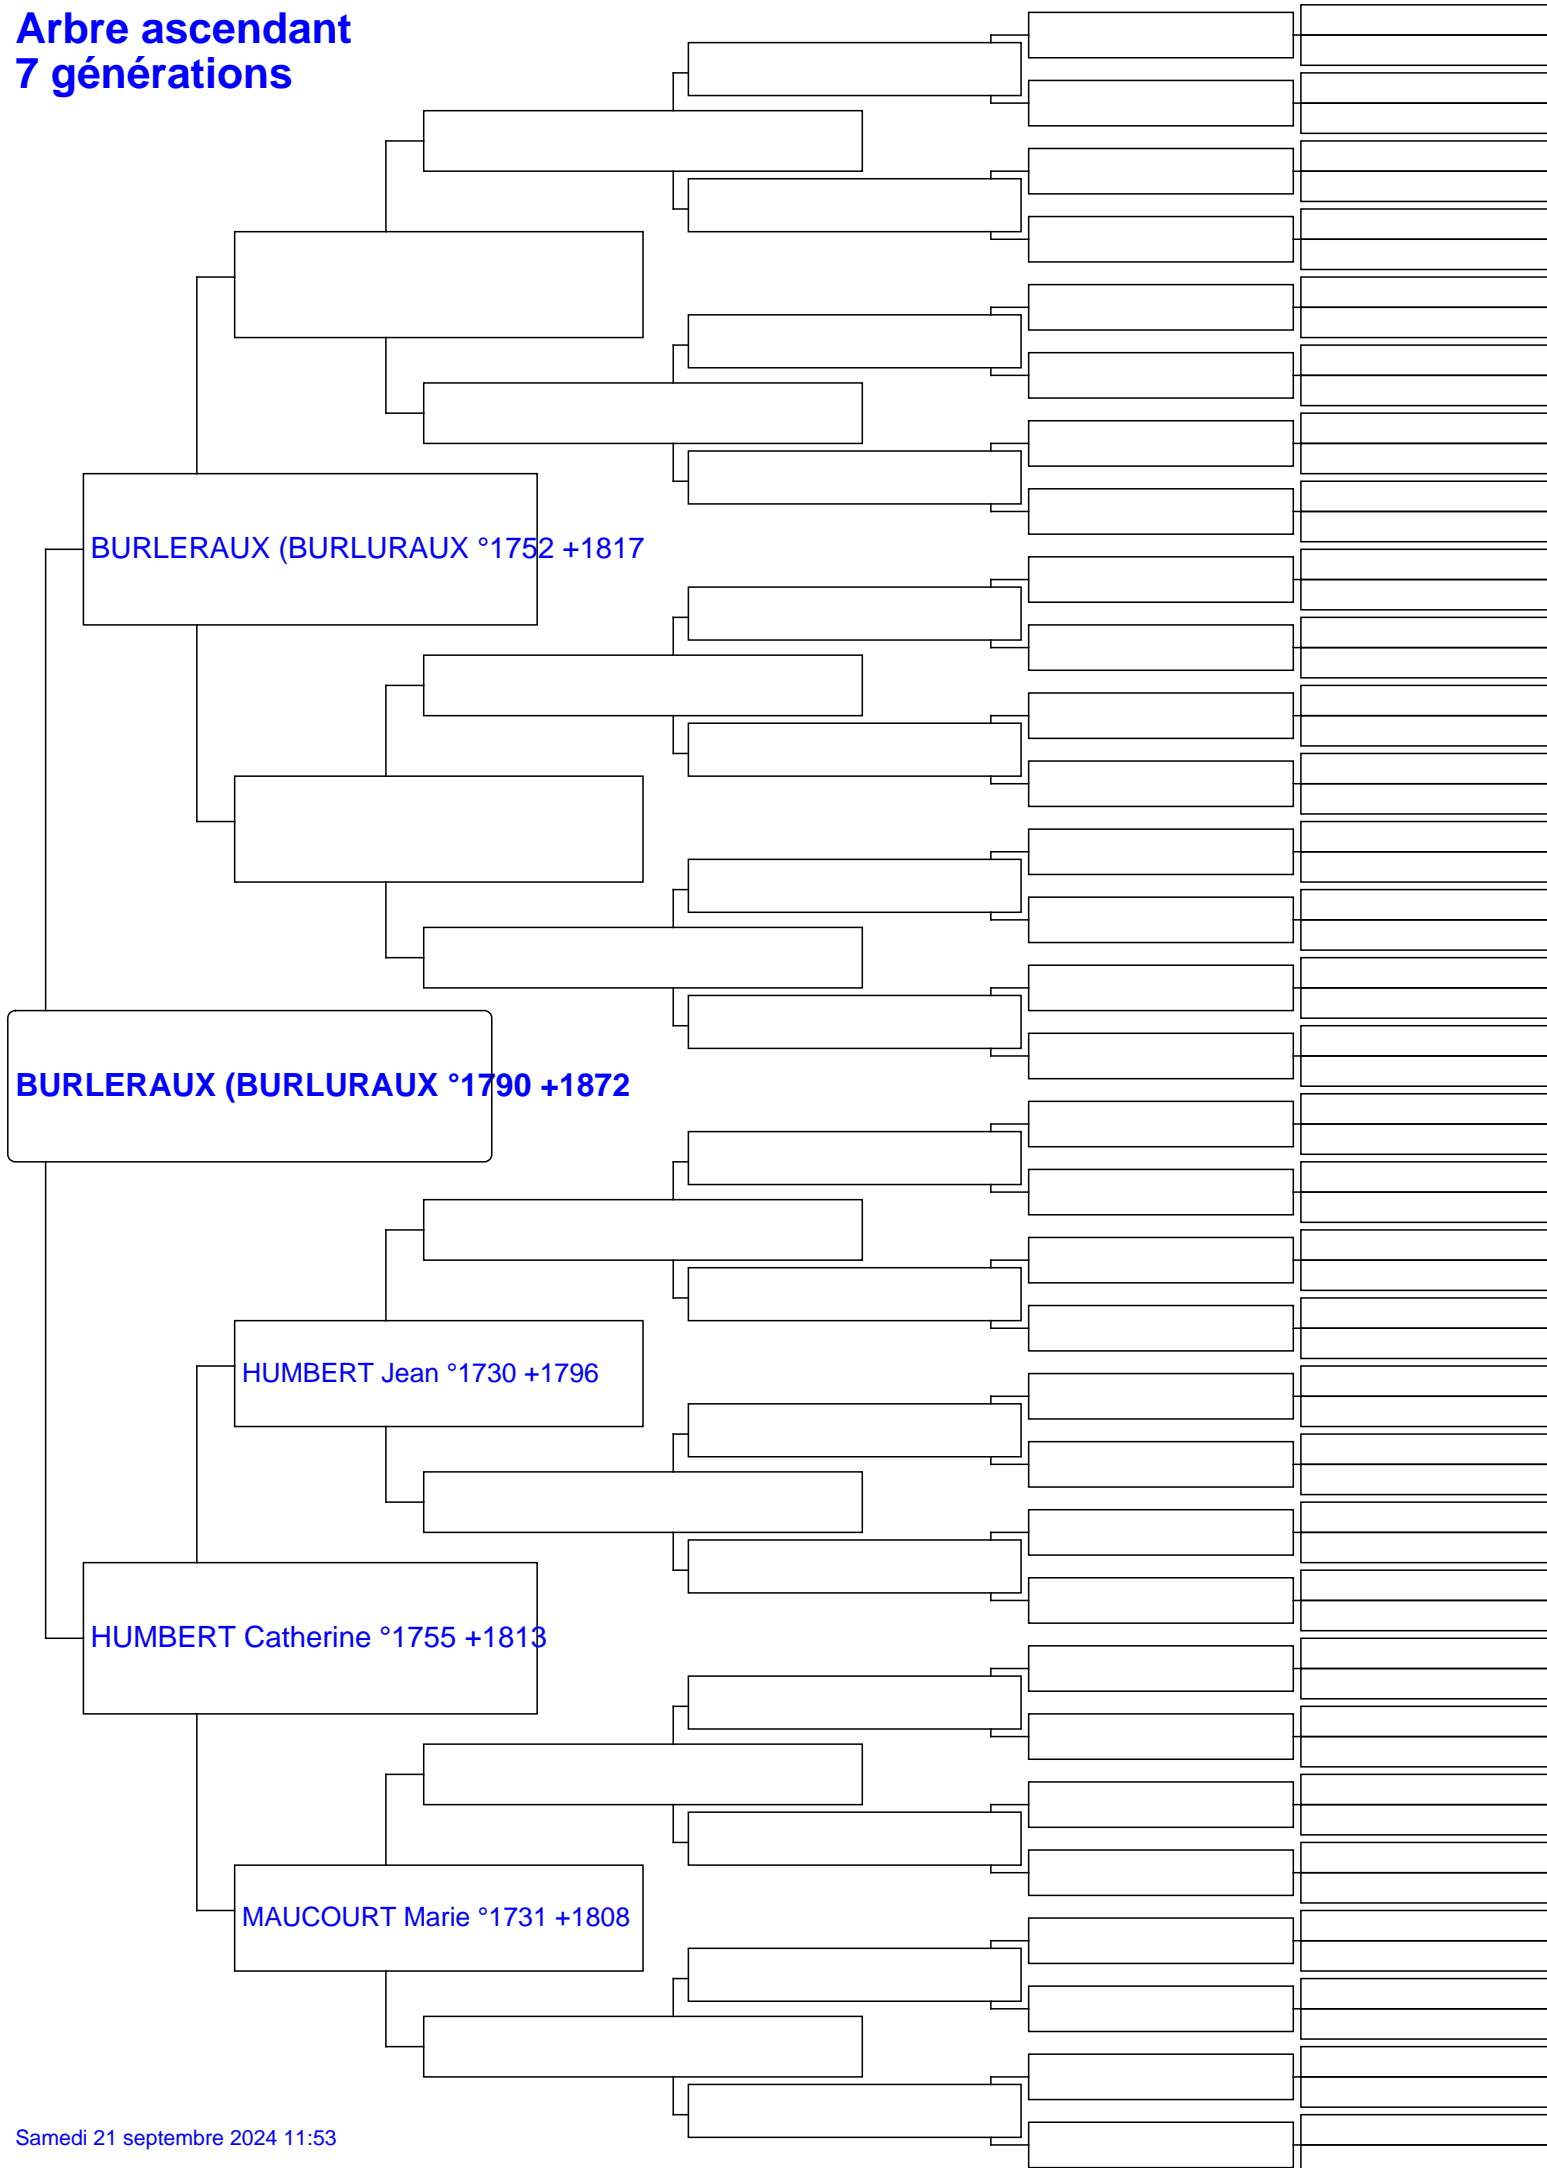 Arbre ascendant
7 générations
BURLERAUX (BURLURAUX °1752 +1817
BURLERAUX (BURLURAUX °1790 +1872
HUMBERT Jean °1730 +1796
HUMBERT Catherine °1755 +1813
MAUCOURT Marie °1731 +1808
Samedi 21 septembre 2024 11:53